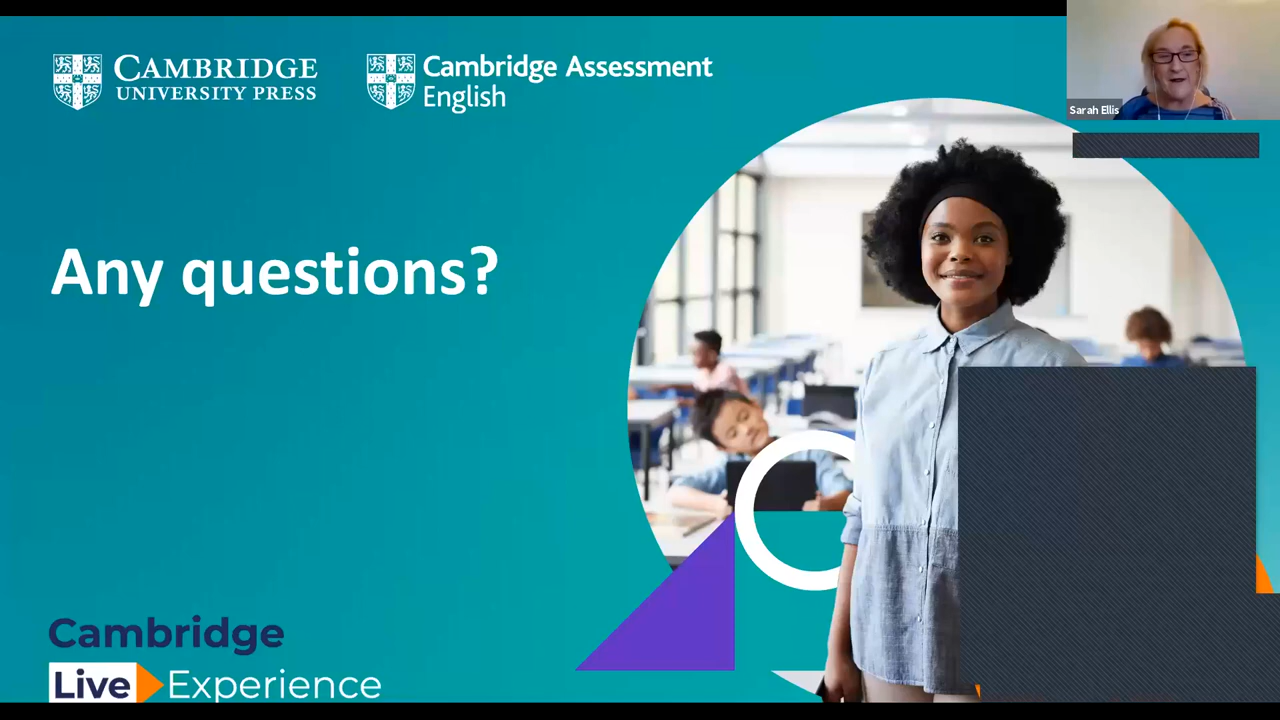 CAMBRIDGE
UNIVERSITY PRESS
Cambridge Assessment
English
Sarah Ellis
Any questions?
Cambridge
Live Experience